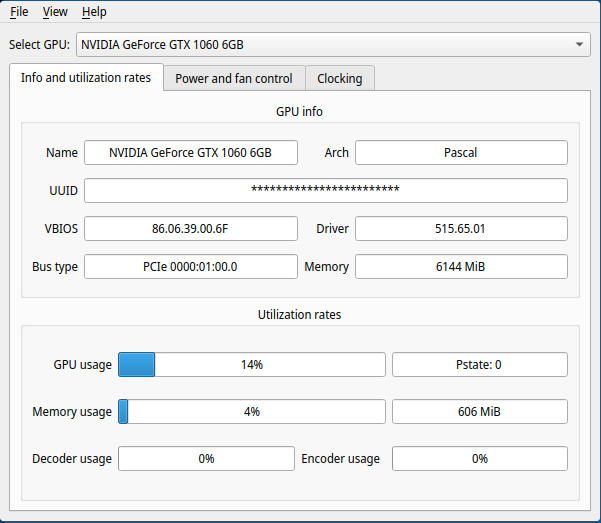 File View Help
Select GPU: NVIDIA GeForce GTX 1060 6GB
Info and utilization rates Power and fan control Clocking
GPU info
Name NVIDIA GeForce GTX 1060 6GB Arch Pascal
UUID ************************
VBIOS 86.06.39.00.6F Driver 515.65.01
Bus type PCIe 0000:01:00.0 Memory 6144 MiB
Utilization rates
GPU usage 14% Pstate: 0
Memory usage 4% 606 MiB
Decoder usage 0% Encoder usage 0%